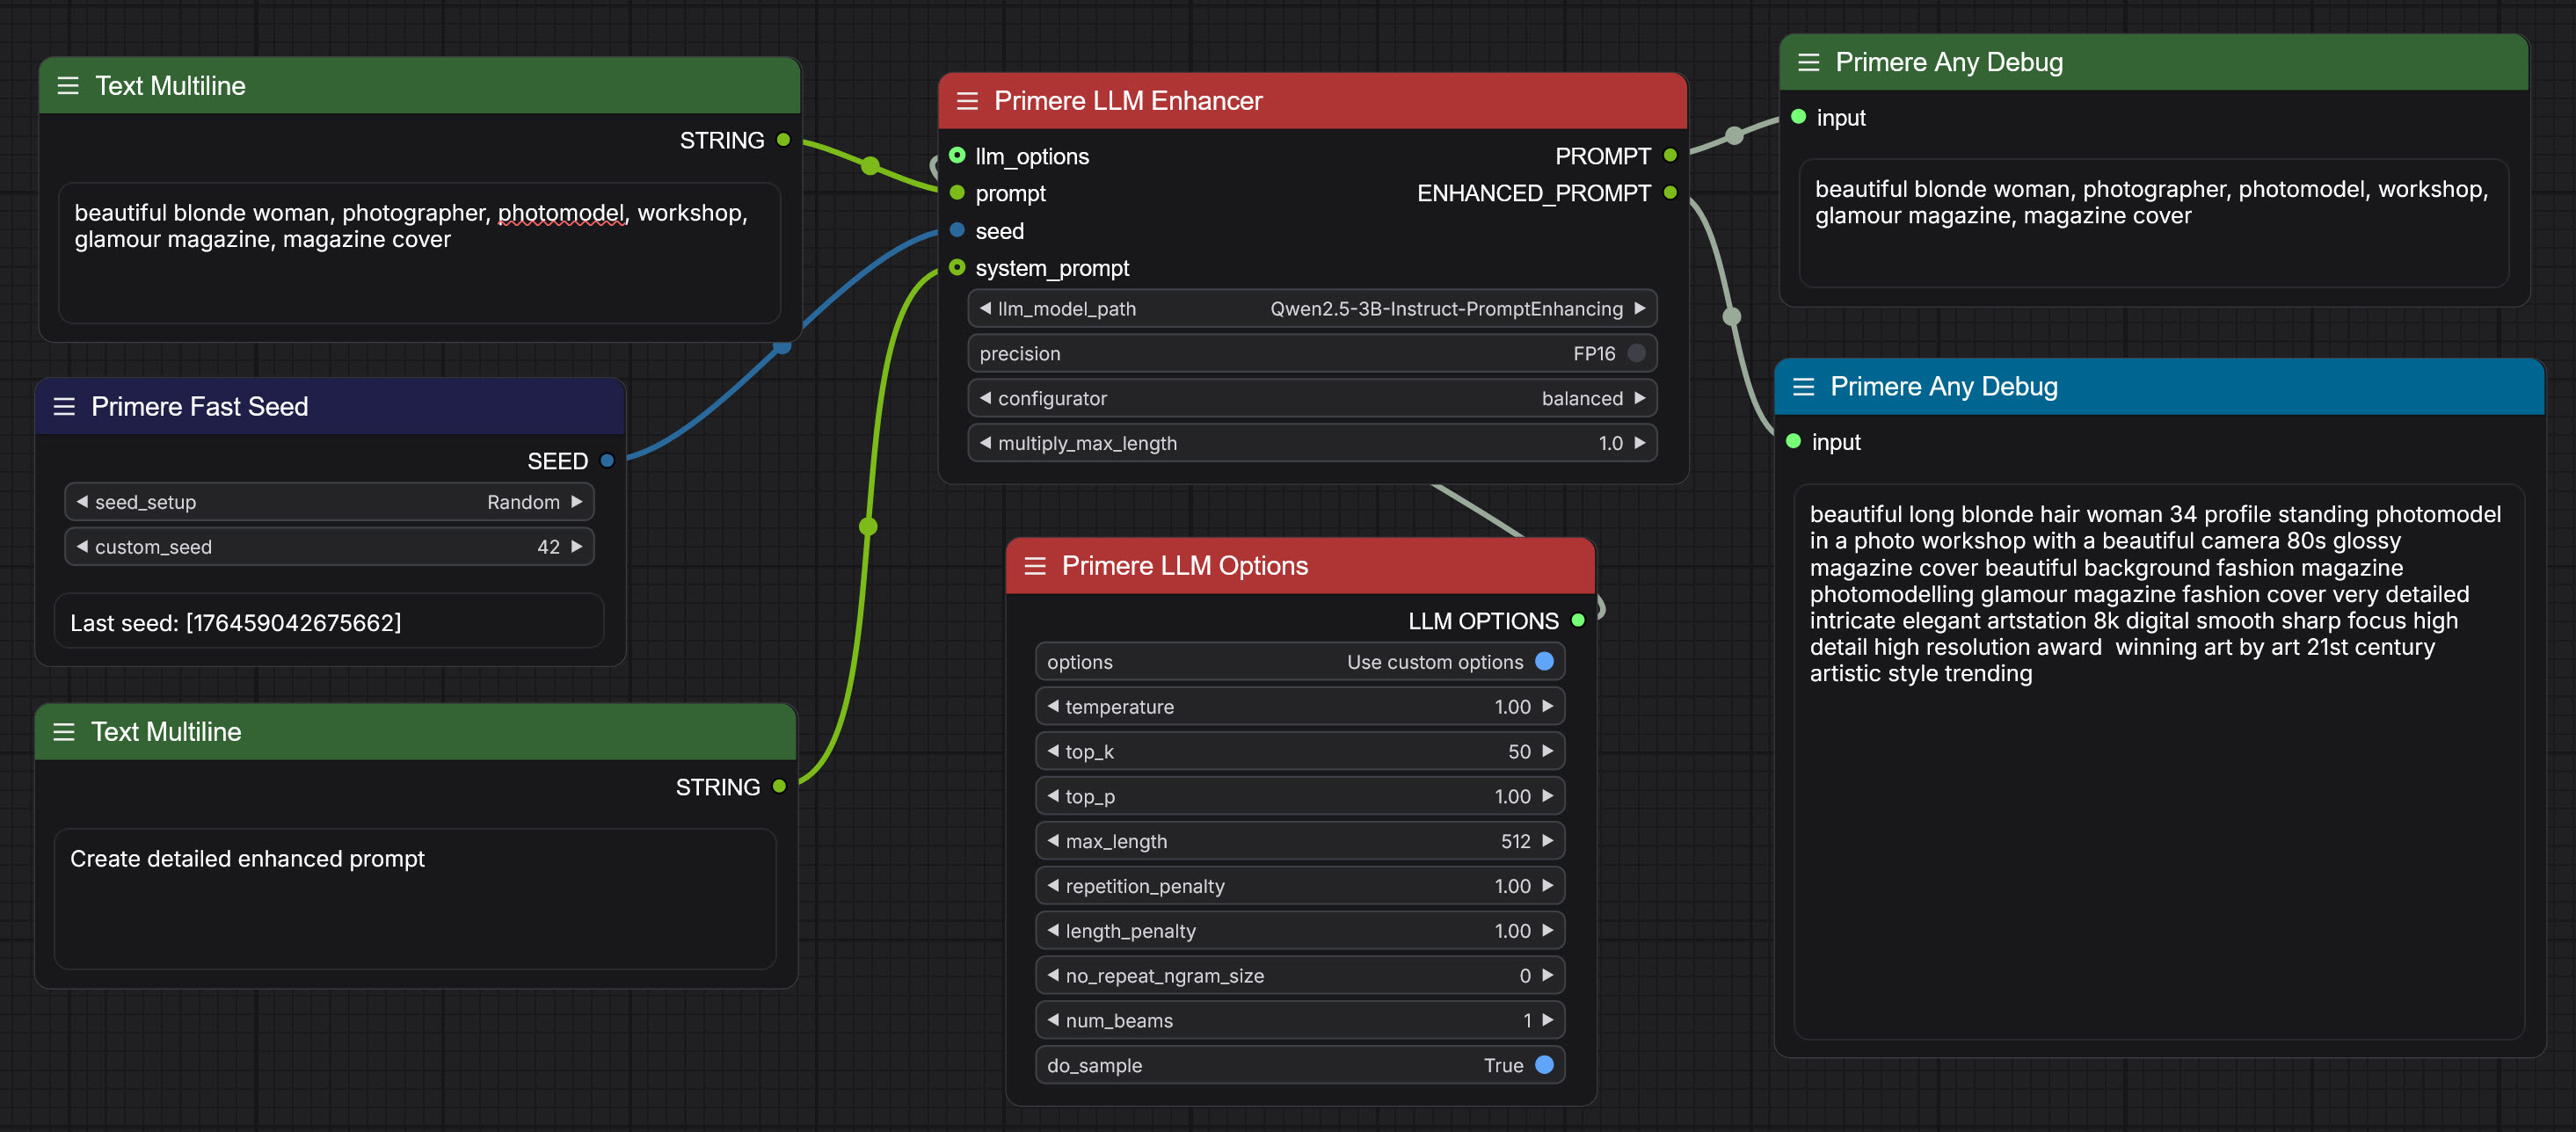 Text Multiline
STRING
beautiful blonde woman, photographer, photomodel, workshop,
glamour magazine, magazine cover
Primere Fast Seed
SEED
seed_setup Random
custom_seed 42
Last seed: [176459042675662]
Text Multiline
STRING
Create detailed enhanced prompt
Primere LLM Enhancer
llm_options PROMPT
prompt ENHANCED_PROMPT
seed
system_prompt
llm_model_path Qwen2.5-3B-Instruct-PromptEnhancing
precision FP16
configurator balanced
multiply_max_length 1.0
Primere LLM Options
LLM OPTIONS
options Use custom options
temperature 1.00
top_k 50
top_p 1.00
max_length 512
repetition_penalty 1.00
length_penalty 1.00
no_repeat_ngram_size 0
num_beams 1
do_sample True
Primere Any Debug
input
beautiful blonde woman, photographer, photomodel, workshop,
glamour magazine, magazine cover
Primere Any Debug
input
beautiful long blonde hair woman 34 profile standing photomodel
in a photo workshop with a beautiful camera 80s glossy
magazine cover beautiful background fashion magazine
photomodelling glamour magazine fashion cover very detailed
intricate elegant artstation 8k digital smooth sharp focus high
detail high resolution award  winning art by art 21st century
artistic style trending